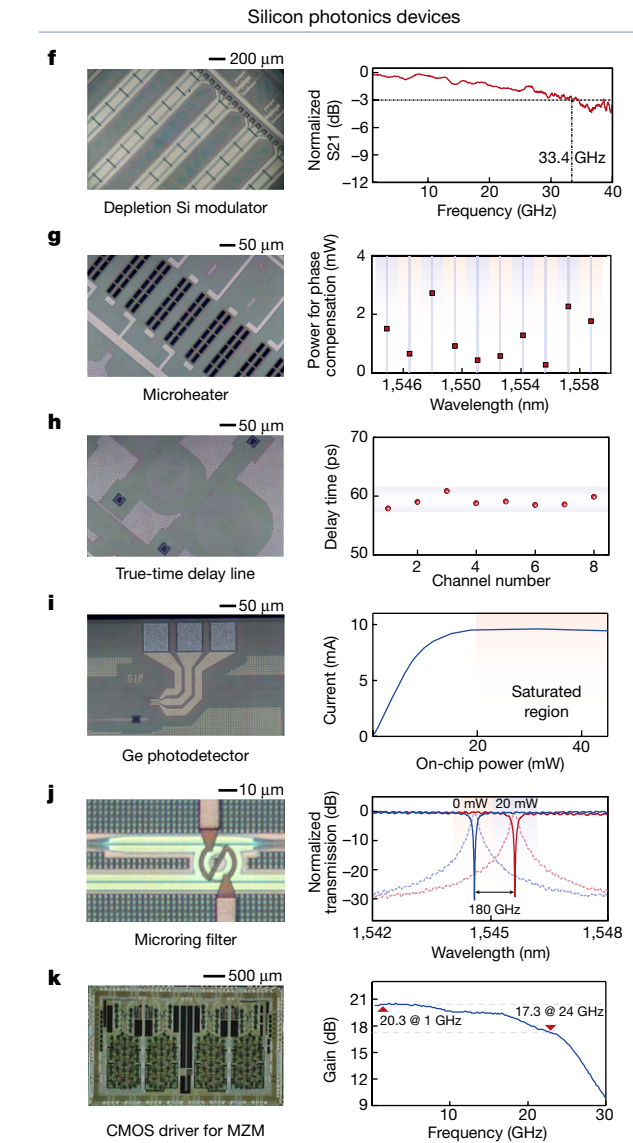 Silicon photonics devices
f
200 μm
Depletion Si modulator
Normalized
S21 (dB)
0
−3
−6
−9
−12
33.4 GHz
10 20 30 40
Frequency (GHz)
g
50 μm
Microheater
Power for phase
compensation (mW)
4
2
0
1,546 1,550 1,554 1,558
Wavelength (nm)
h
50 μm
True-time delay line
Delay time (ps)
70
60
50
2 4 6 8
Channel number
i
50 μm
Ge photodetector
Current (mA)
10
5
0
Saturated
region
20 40
On-chip power (mW)
j
10 μm
Microring filter
Normalized
transmission (dB)
0
−10
−20
−30
0 mW 20 mW
180 GHz
1,542 1,545 1,548
Wavelength (nm)
k
500 μm
CMOS driver for MZM
Gain (dB)
21
18
15
12
9
20.3 @ 1 GHz
17.3 @ 24 GHz
10 20 30
Frequency (GHz)